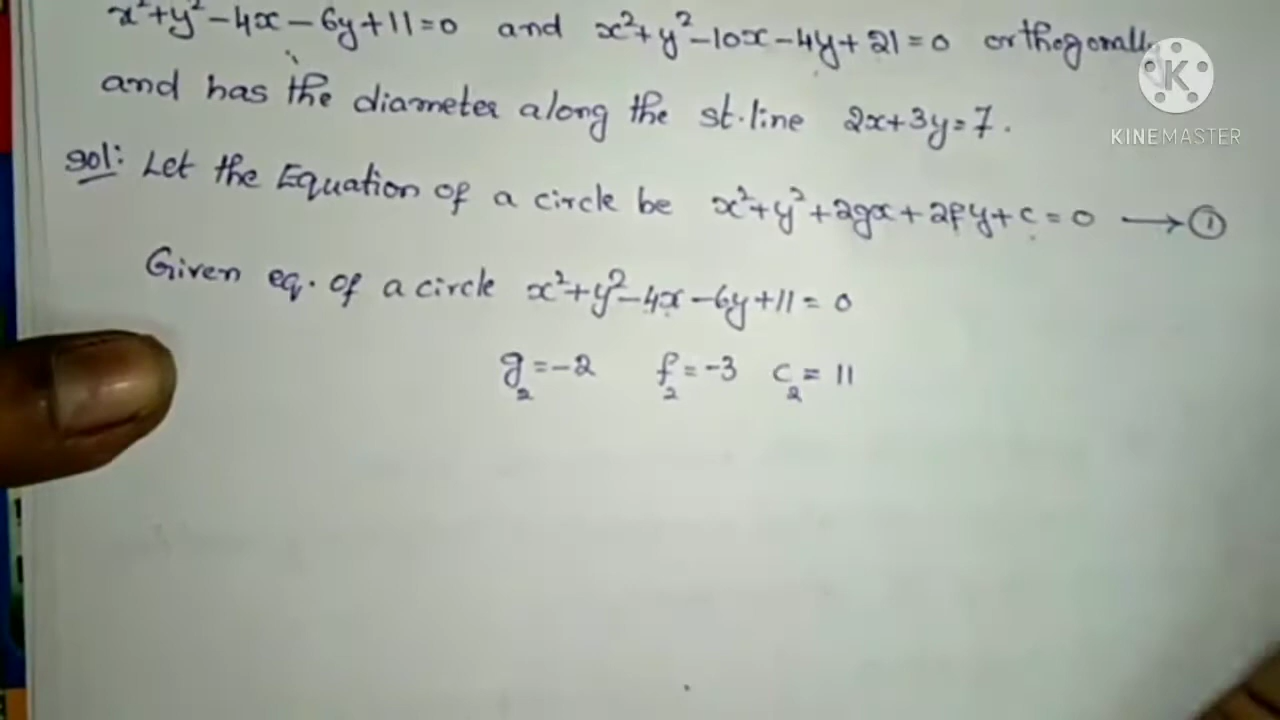 x²+y²-4x-6y+11=0 and x²+y²-10x-4y+21=0 orthogonally
K
KINEMASTER
and has the diameter along the st.line 2x+3y=7.
sol: Let the Equation of a circle be x²+y²+2gx+2fy+c=0 → ①
Given eq. of a circle x²+y²-4x-6y+11=0
g₂=-2 f₂=-3 c₂=11